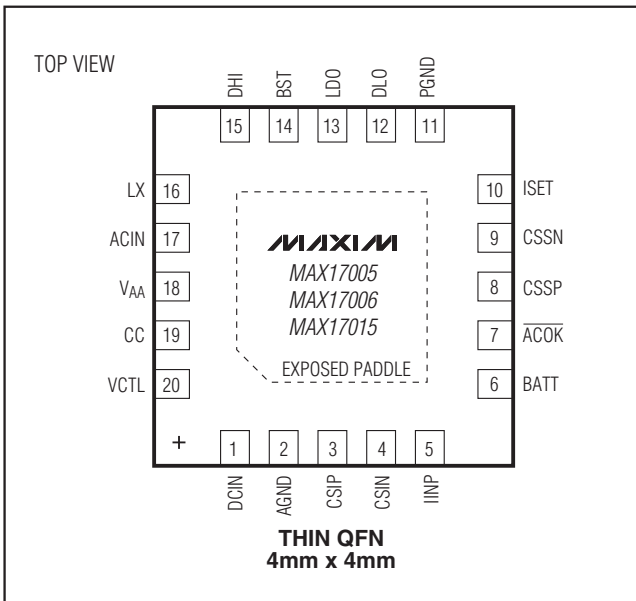 TOP VIEW
DHI
BST
LDO
DLO
PGND
15
14
13
12
11
LX 16
ACIN 17
VAA 18
CC 19
VCTL 20
10 ISET
9 CSSN
8 CSSP
7 ACOK
6 BATT
MAXIM
MAX17005
MAX17006
MAX17015
EXPOSED PADDLE
+
1
2
3
4
5
DCIN
AGND
CSIP
CSIN
IINP
THIN QFN
4mm x 4mm